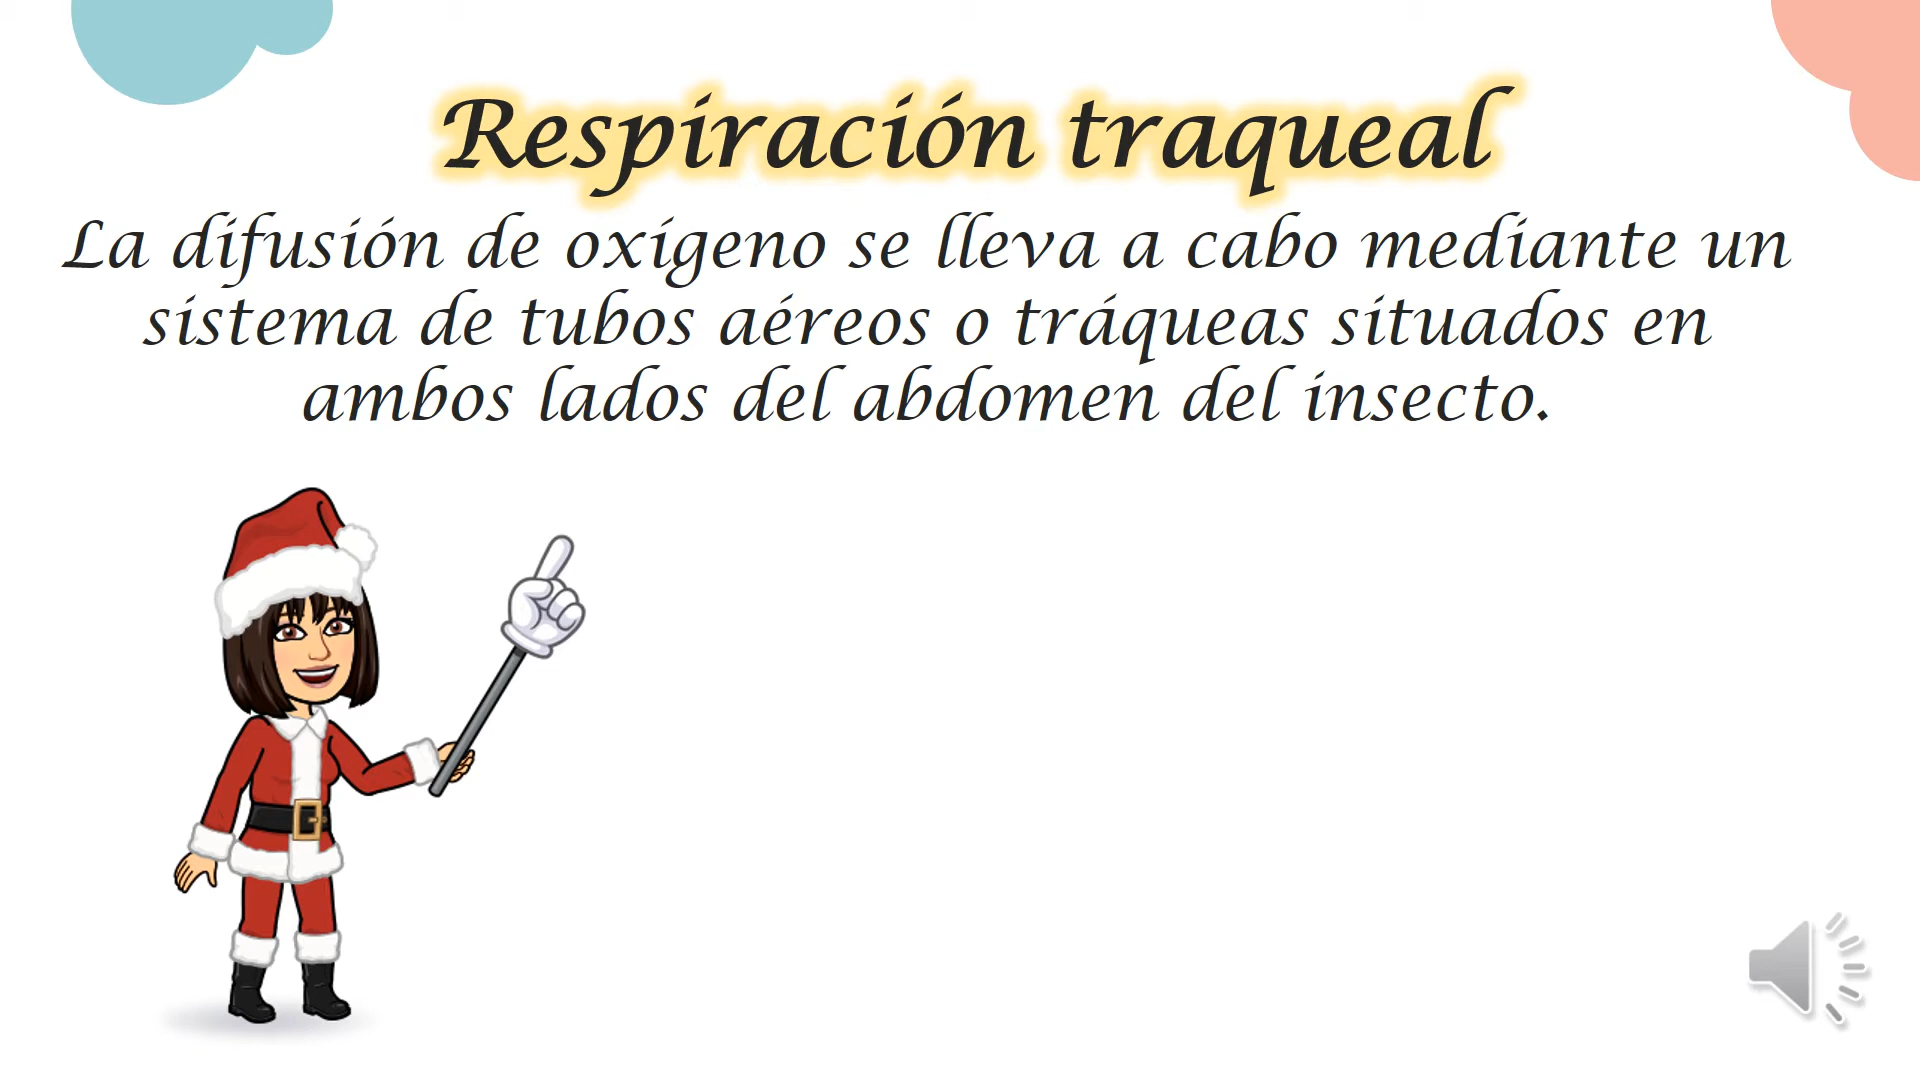 Respiración traqueal
La difusión de oxígeno se lleva a cabo mediante un
sistema de tubos aéreos o tráqueas situados en
ambos lados del abdomen del insecto.